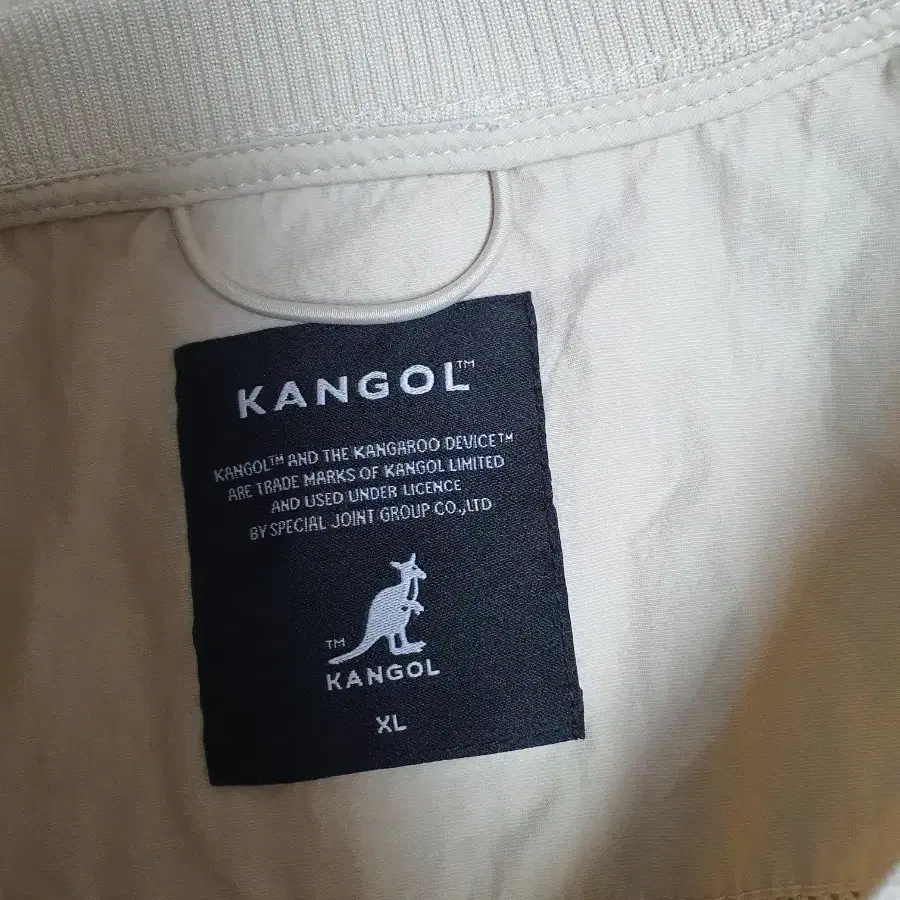 KANGOL™
KANGOL™ AND THE KANGAROO DEVICE™
ARE TRADE MARKS OF KANGOL LIMITED
AND USED UNDER LICENCE
BY SPECIAL JOINT GROUP CO.,LTD
™
KANGOL
XL